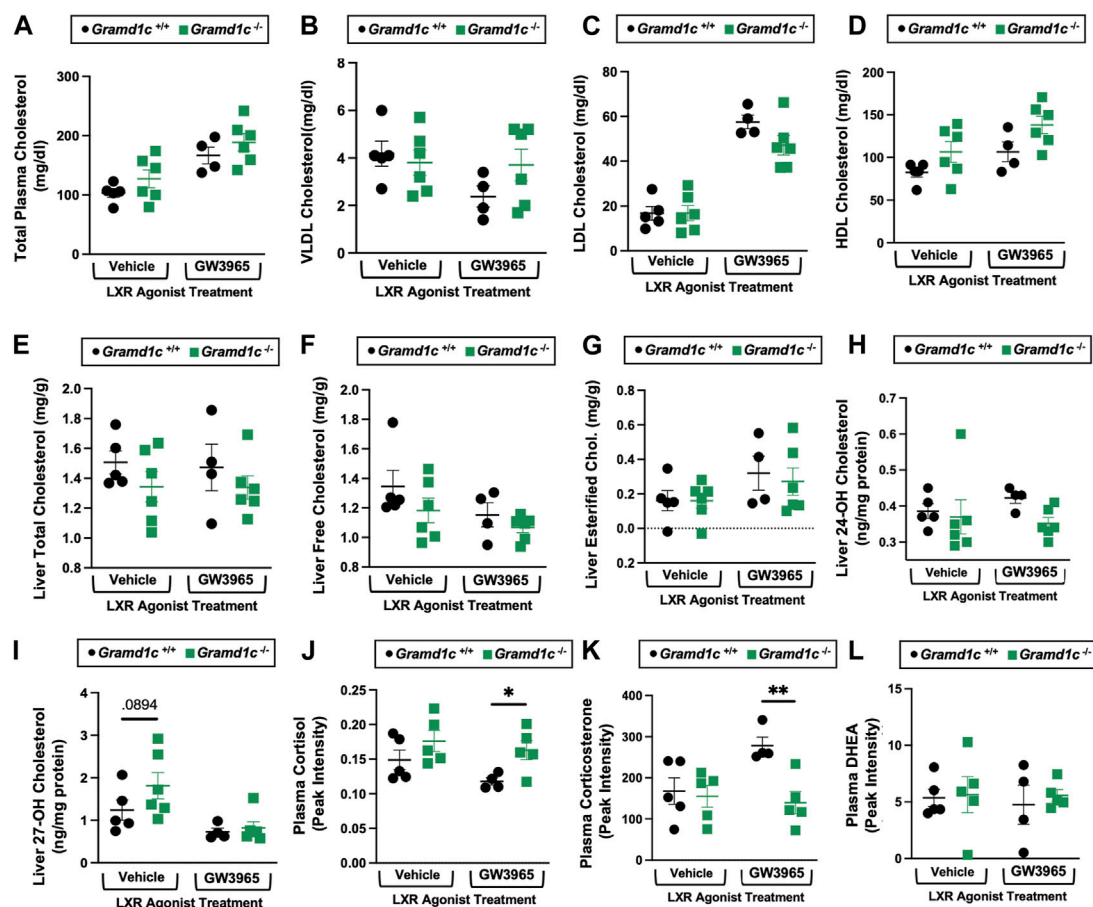 A
Gramd1c +/+ Gramd1c -/-
Total Plasma Cholesterol
(mg/dl)
300
200
100
0
Vehicle GW3965
LXR Agonist Treatment
B
Gramd1c +/+ Gramd1c -/-
VLDL Cholesterol(mg/dl)
8
6
4
2
0
Vehicle GW3965
LXR Agonist Treatment
C
Gramd1c +/+ Gramd1c -/-
LDL Cholesterol (mg/dl)
80
60
40
20
0
Vehicle GW3965
LXR Agonist Treatment
D
Gramd1c +/+ Gramd1c -/-
HDL Cholesterol (mg/dl)
200
150
100
50
0
Vehicle GW3965
LXR Agonist Treatment
E
Gramd1c +/+ Gramd1c -/-
Liver Total Cholesterol (mg/g)
2.0
1.8
1.6
1.4
1.2
1.0
0.8
Vehicle GW3965
LXR Agonist Treatment
F
Gramd1c +/+ Gramd1c -/-
Liver Free Cholesterol (mg/g)
2.0
1.8
1.6
1.4
1.2
1.0
0.8
Vehicle GW3965
LXR Agonist Treatment
G
Gramd1c +/+ Gramd1c -/-
Liver Esterified Chol. (mg/g)
0.8
0.6
0.4
0.2
0.0
0.2
Vehicle GW3965
LXR Agonist Treatment
H
Gramd1c +/+ Gramd1c -/-
Liver 24-OH Cholesterol
(ng/mg protein)
0.7
0.6
0.5
0.4
0.3
Vehicle GW3965
LXR Agonist Treatment
I
Gramd1c +/+ Gramd1c -/-
Liver 27-OH Cholesterol
(ng/mg protein)
4
3
2
1
0
.0894
Vehicle GW3965
LXR Agonist Treatment
J
Gramd1c +/+ Gramd1c -/-
Plasma Cortisol
(Peak Intensity)
0.25
0.20
0.15
0.10
0.05
0.00
*
Vehicle GW3965
LXR Agonist Treatment
K
Gramd1c +/+ Gramd1c -/-
Plasma Corticosterone
(Peak Intensity)
400
300
200
100
0
**
Vehicle GW3965
LXR Agonist Treatment
L
Gramd1c +/+ Gramd1c -/-
Plasma DHEA
(Peak Intensity)
15
10
5
0
Vehicle GW3965
LXR Agonist Treatment